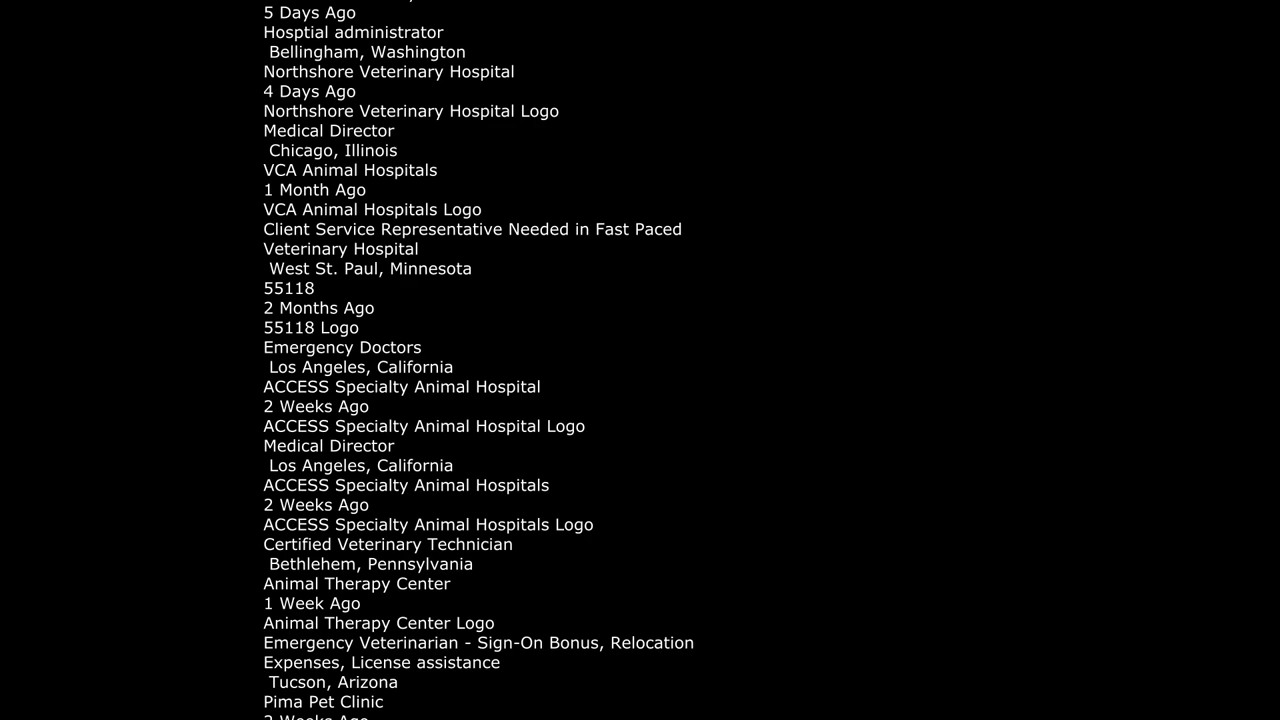 5 Days Ago
Hosptial administrator
Bellingham, Washington
Northshore Veterinary Hospital
4 Days Ago
Northshore Veterinary Hospital Logo
Medical Director
Chicago, Illinois
VCA Animal Hospitals
1 Month Ago
VCA Animal Hospitals Logo
Client Service Representative Needed in Fast Paced
Veterinary Hospital
West St. Paul, Minnesota
55118
2 Months Ago
55118 Logo
Emergency Doctors
Los Angeles, California
ACCESS Specialty Animal Hospital
2 Weeks Ago
ACCESS Specialty Animal Hospital Logo
Medical Director
Los Angeles, California
ACCESS Specialty Animal Hospitals
2 Weeks Ago
ACCESS Specialty Animal Hospitals Logo
Certified Veterinary Technician
Bethlehem, Pennsylvania
Animal Therapy Center
1 Week Ago
Animal Therapy Center Logo
Emergency Veterinarian - Sign-On Bonus, Relocation
Expenses, License assistance
Tucson, Arizona
Pima Pet Clinic
Weeks Ago